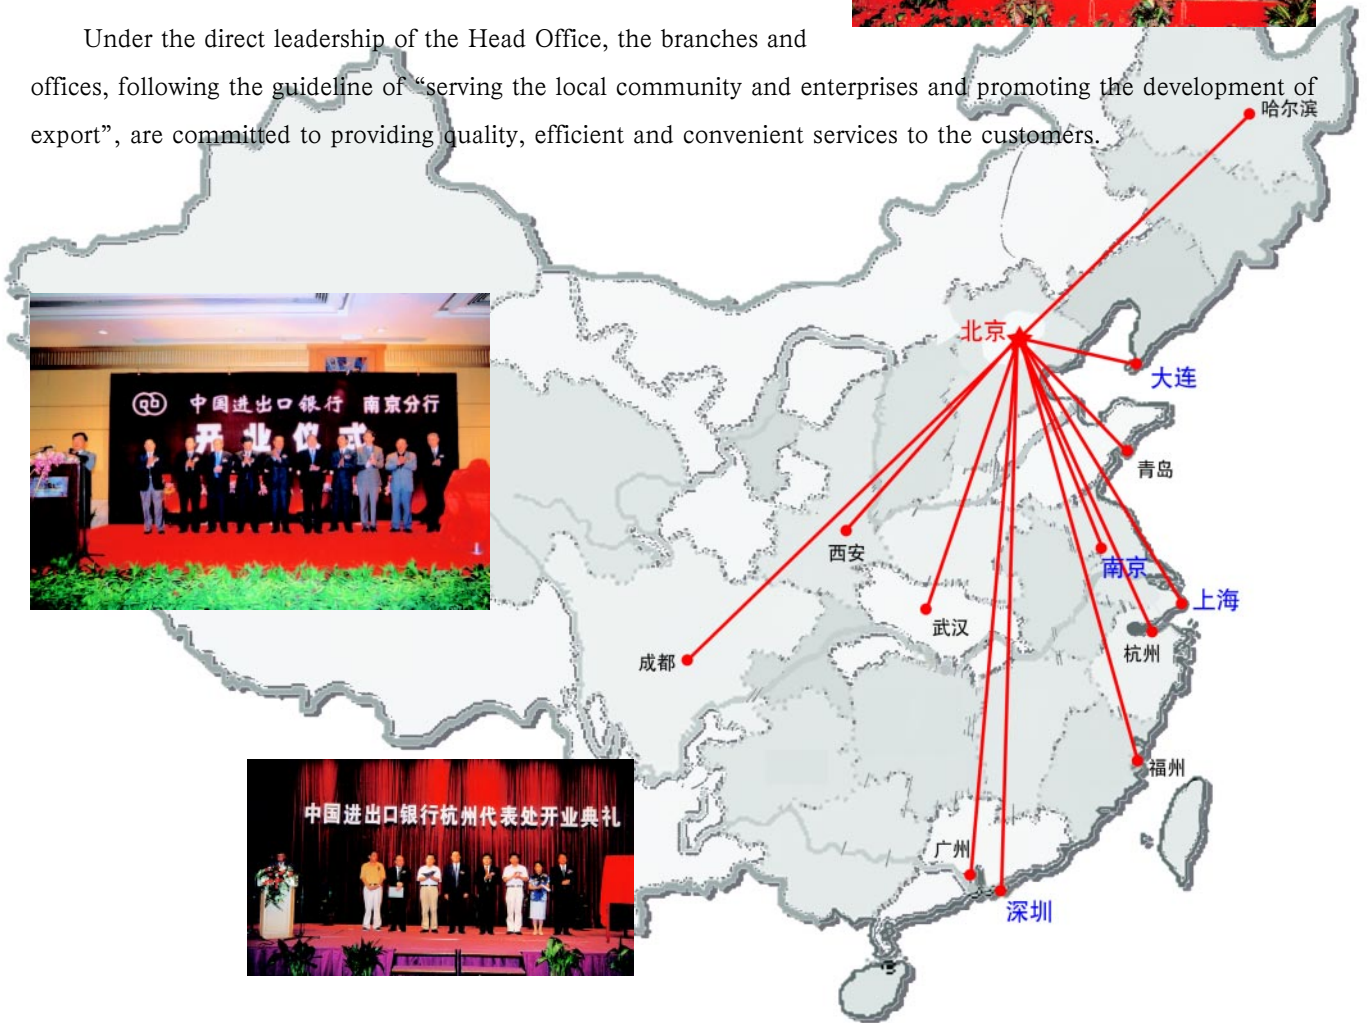 Under the direct leadership of the Head Office, the branches and
offices, following the guideline of “serving the local community and enterprises and promoting the development of
export”, are committed to providing quality, efficient and convenient services to the customers.
哈尔滨
北京
大连
青岛
中国进出口银行 南京分行
开业仪式
西安
南京
上海
武汉
杭州
成都
福州
中国进出口银行杭州代表处开业典礼
广州
深圳